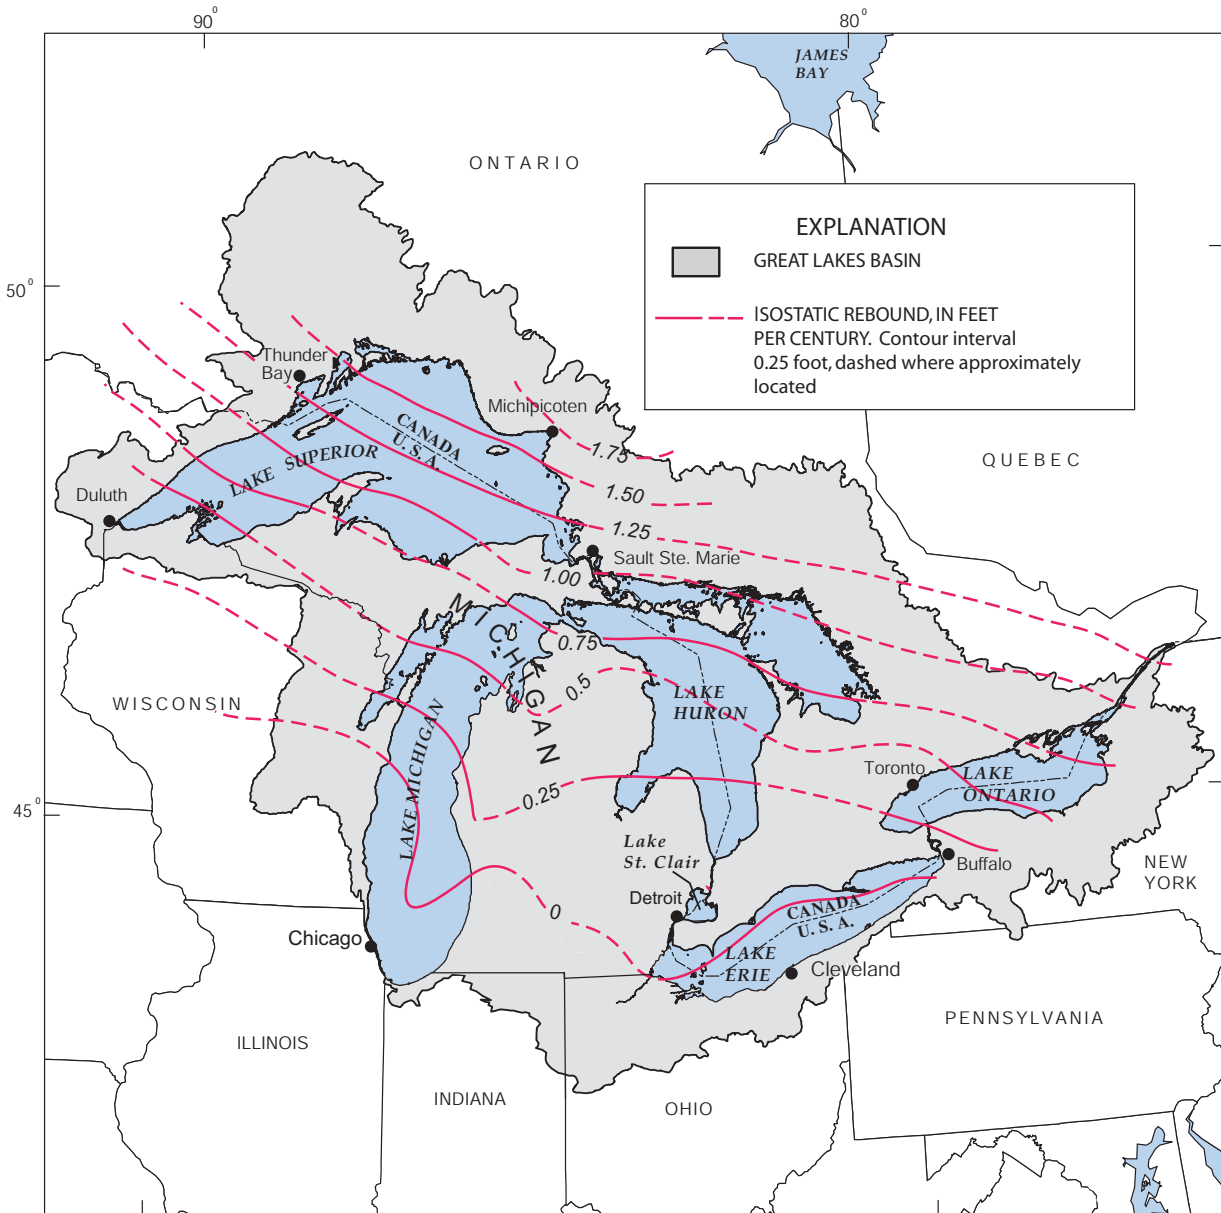 90°
80°
JAMES
BAY
ONTARIO
EXPLANATION
GREAT LAKES BASIN
ISOSTATIC REBOUND, IN FEET
PER CENTURY. Contour interval
0.25 foot, dashed where approximately
located
50°
Thunder
Bay
Michipicoten
CANADA
U.S.A.
LAKE SUPERIOR
1.75
QUEBEC
Duluth
1.50
1.25
Sault Ste. Marie
1.00
MICHIGAN
0.75
0.5
LAKE
HURON
WISCONSIN
LAKE MICHIGAN
Toronto
LAKE
ONTARIO
45°
0.25
Lake
St. Clair
Buffalo
NEW
YORK
Detroit
0
CANADA
U.S.A.
Chicago
LAKE
ERIE
Cleveland
PENNSYLVANIA
ILLINOIS
INDIANA
OHIO